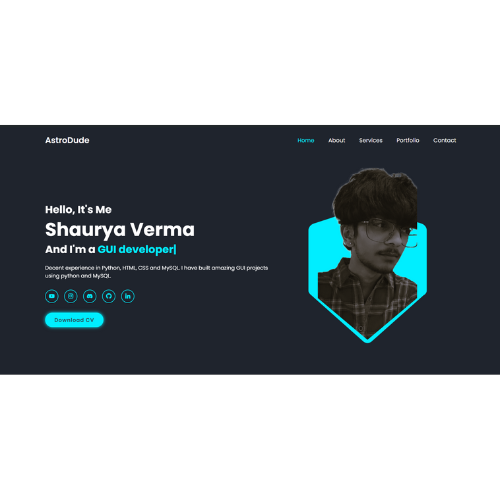 AstroDude
Home About Services Portfolio Contact
Hello, It's Me
Shaurya Verma
And I'm a GUI developer|
Decent experience in Python, HTML, CSS and MySQL. I have built amazing GUI projects
using python and MySQL.
Download CV